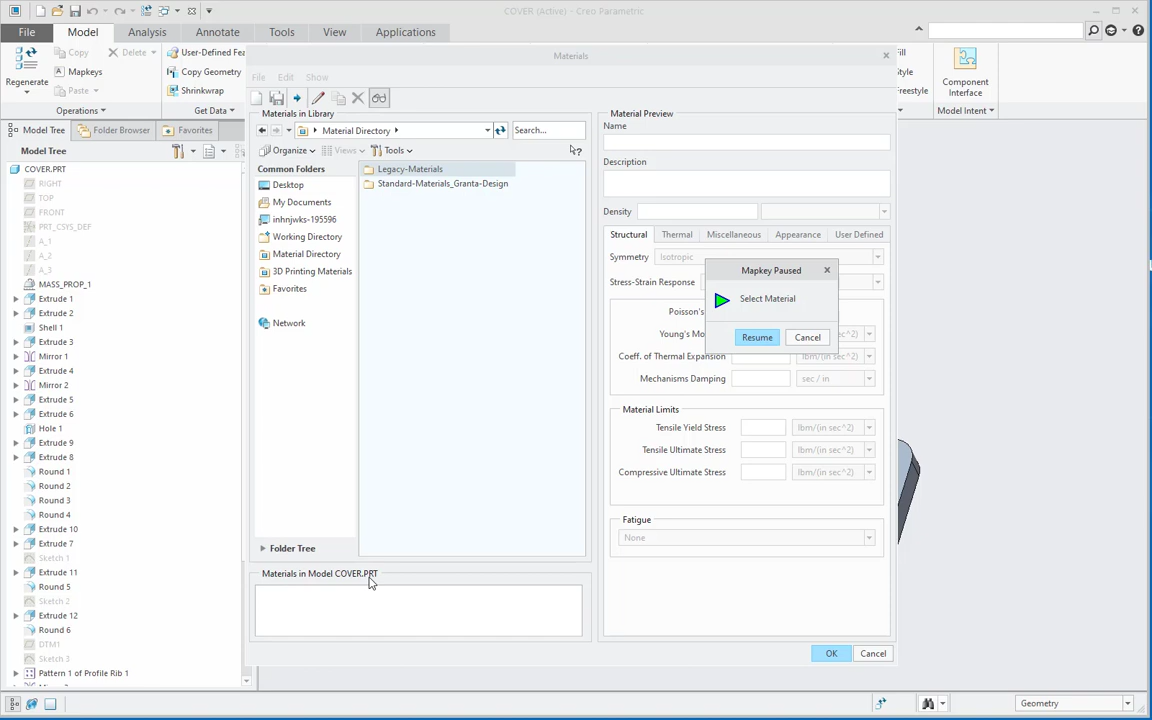 COVER (Active) - Creo Parametric
File Model Analysis Annotate Tools View Applications
Regenerate
Copy
Delete
Mapkeys
Paste
Operations
User-Defined Fea
Copy Geometry
Shrinkwrap
Get Data
fill
Style
Freestyle
Component
Interface
Model Intent
Model Tree Folder Browser Favorites
Model Tree
COVER.PRT
RIGHT
TOP
FRONT
PRT_CSYS_DEF
A_1
A_2
A_3
MASS_PROP_1
Extrude 1
Extrude 2
Shell 1
Extrude 3
Mirror 1
Extrude 4
Mirror 2
Extrude 5
Extrude 6
Hole 1
Extrude 9
Extrude 8
Round 1
Round 2
Round 3
Round 4
Extrude 10
Extrude 7
Sketch 1
Extrude 11
Round 5
Sketch 2
Extrude 12
Round 6
DTM1
Sketch 3
Pattern 1 of Profile Rib 1
Materials
File Edit Show
Materials in Library
Material Directory
Search...
Organize Views Tools
Common Folders
Desktop
My Documents
inhnjwks-195596
Working Directory
Material Directory
3D Printing Materials
Favorites
Network
Folder Tree
Legacy-Materials
Standard-Materials_Granta-Design
Materials in Model COVER.PRT
Material Preview
Name
Description
Density
Structural Thermal Miscellaneous Appearance User Defined
Symmetry Isotropic
Stress-Strain Response
Poisson's
Young's Mo
lbm/(in sec^2)
Coeff. of Thermal Expansion lbm/(in sec^2)
Mechanisms Damping sec / in
Material Limits
Tensile Yield Stress lbm/(in sec^2)
Tensile Ultimate Stress lbm/(in sec^2)
Compressive Ultimate Stress lbm/(in sec^2)
Fatigue
None
OK Cancel
Mapkey Paused
Select Material
Resume Cancel
Geometry